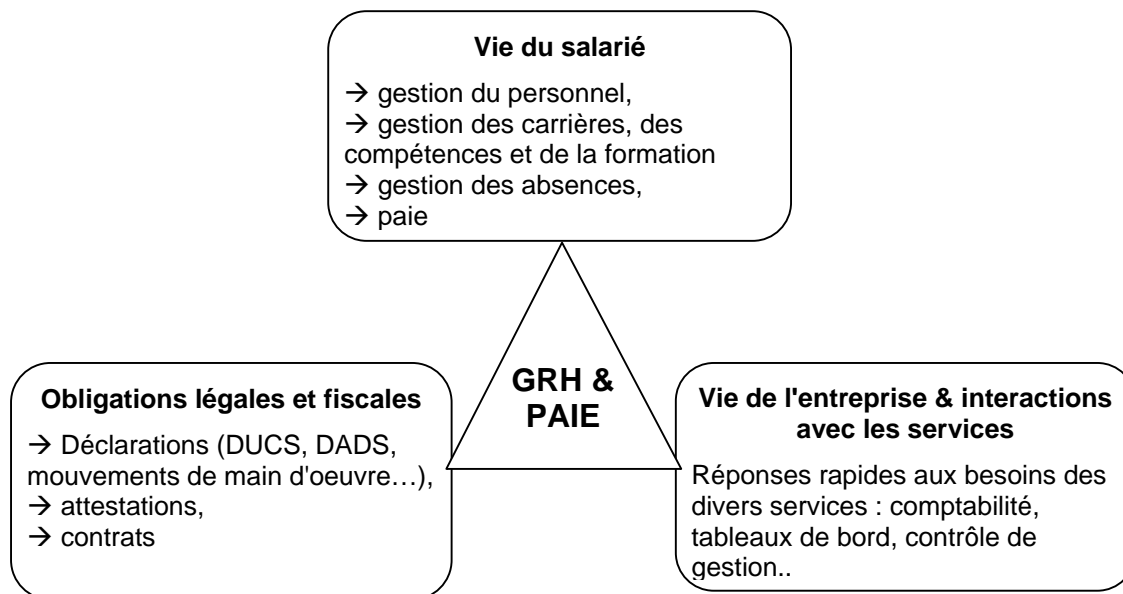 Vie du salarié
→ gestion du personnel,
→ gestion des carrières, des
compétences et de la formation
→ gestion des absences,
→ paie
GRH &
PAIE
Obligations légales et fiscales
→ Déclarations (DUCS, DADS,
mouvements de main d'oeuvre…),
→ attestations,
→ contrats
Vie de l'entreprise & interactions
avec les services
Réponses rapides aux besoins des
divers services : comptabilité,
tableaux de bord, contrôle de
gestion..